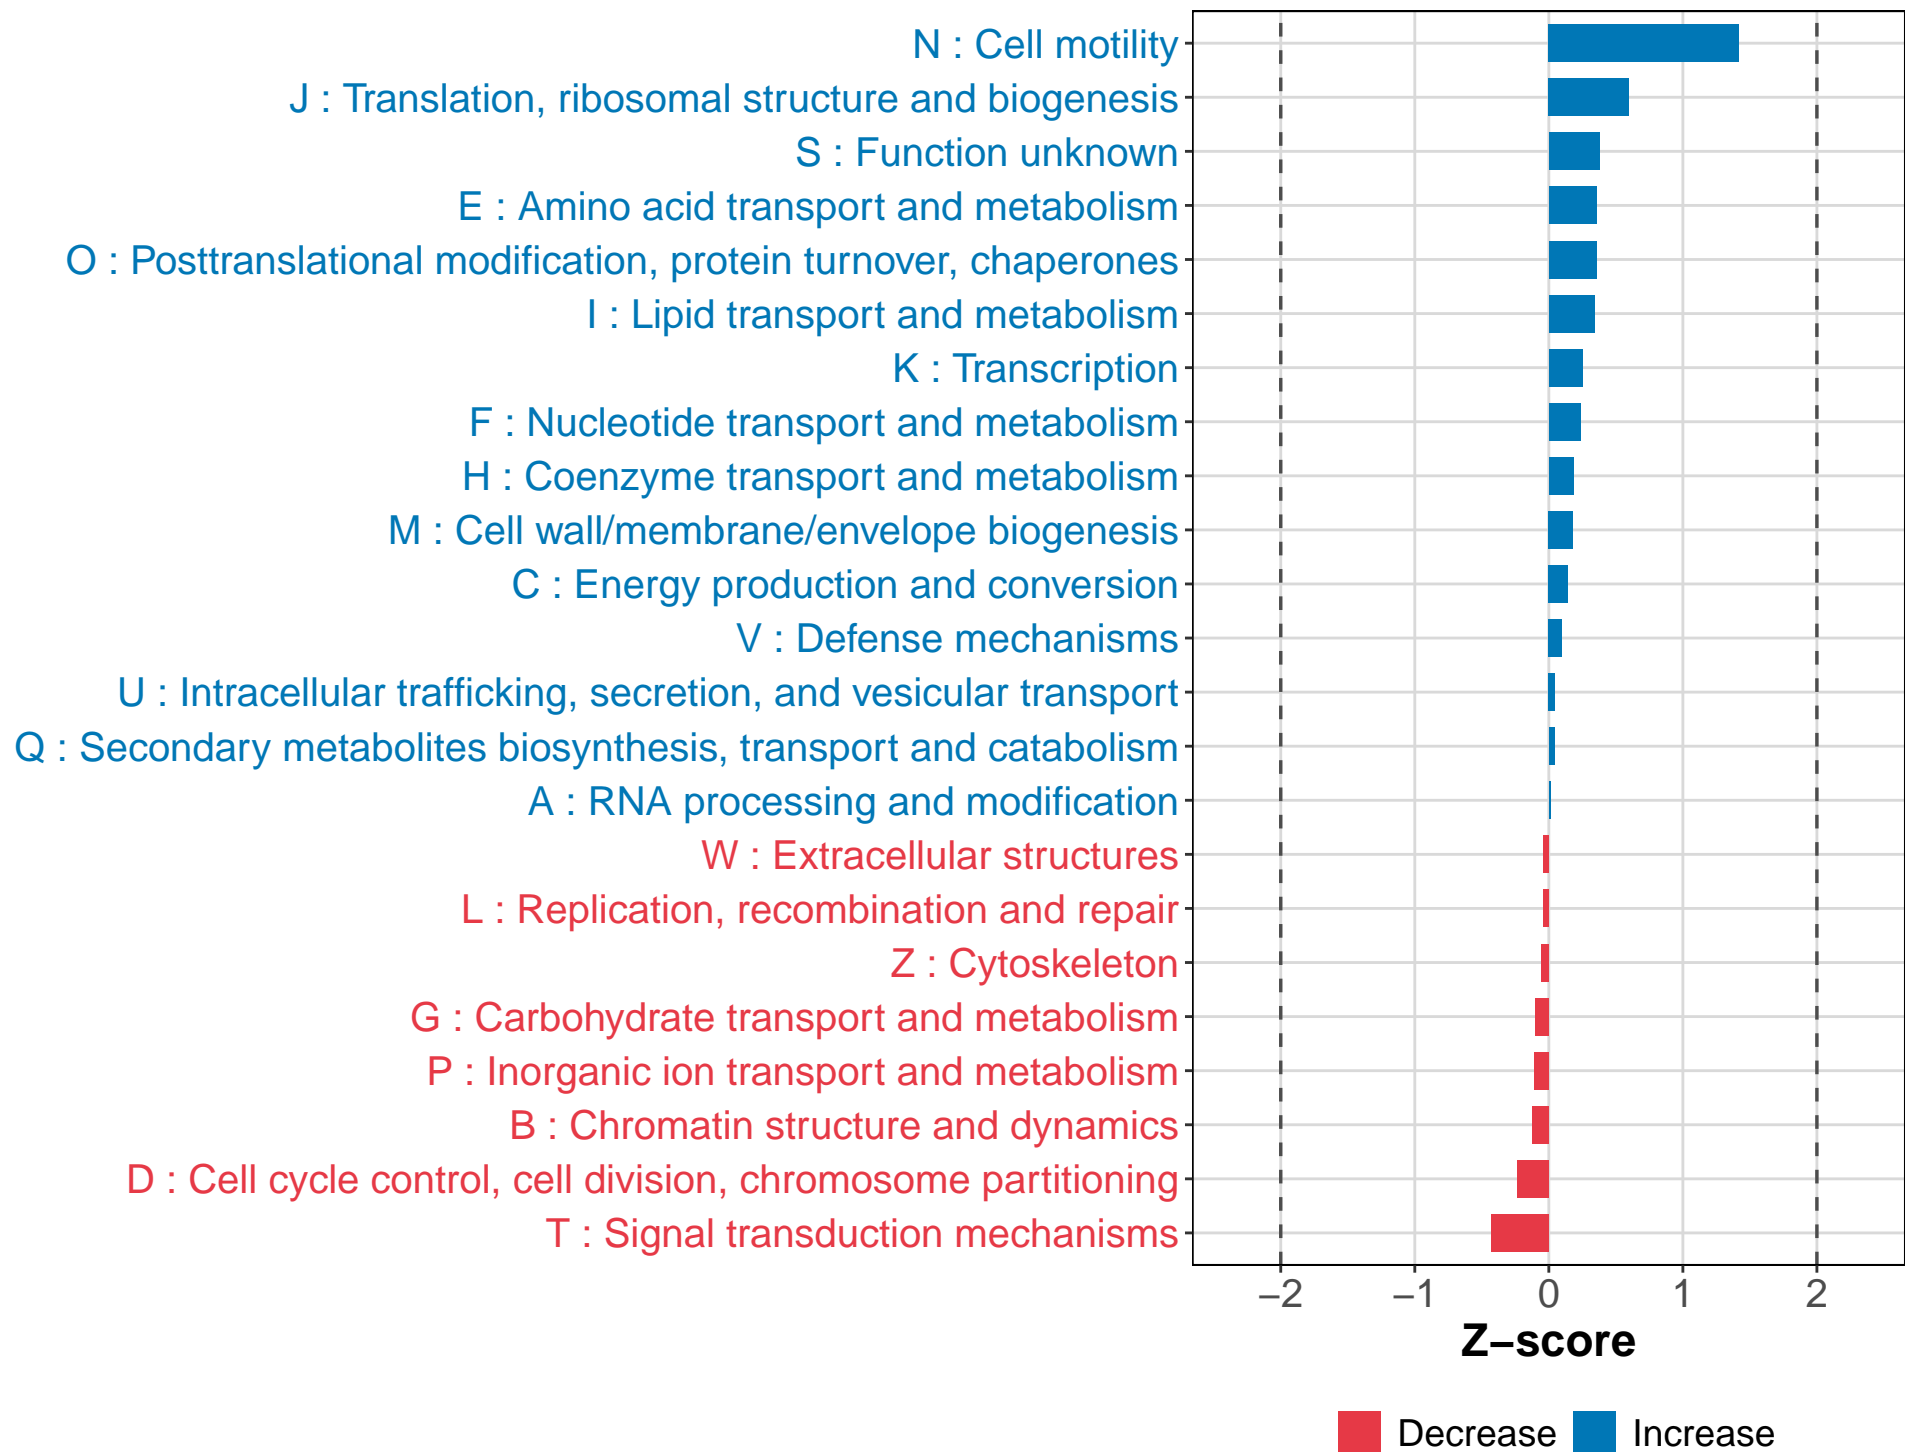 N : Cell motility
J : Translation, ribosomal structure and biogenesis
S : Function unknown
E : Amino acid transport and metabolism
O : Posttranslational modification, protein turnover, chaperones
I : Lipid transport and metabolism
K : Transcription
F : Nucleotide transport and metabolism
H : Coenzyme transport and metabolism
M : Cell wall/membrane/envelope biogenesis
C : Energy production and conversion
V : Defense mechanisms
U : Intracellular trafficking, secretion, and vesicular transport
Q : Secondary metabolites biosynthesis, transport and catabolism
A : RNA processing and modification
W : Extracellular structures
L : Replication, recombination and repair
Z : Cytoskeleton
G : Carbohydrate transport and metabolism
P : Inorganic ion transport and metabolism
B : Chromatin structure and dynamics
D : Cell cycle control, cell division, chromosome partitioning
T : Signal transduction mechanisms
−2 −1 0 1 2
Z−score
Decrease Increase